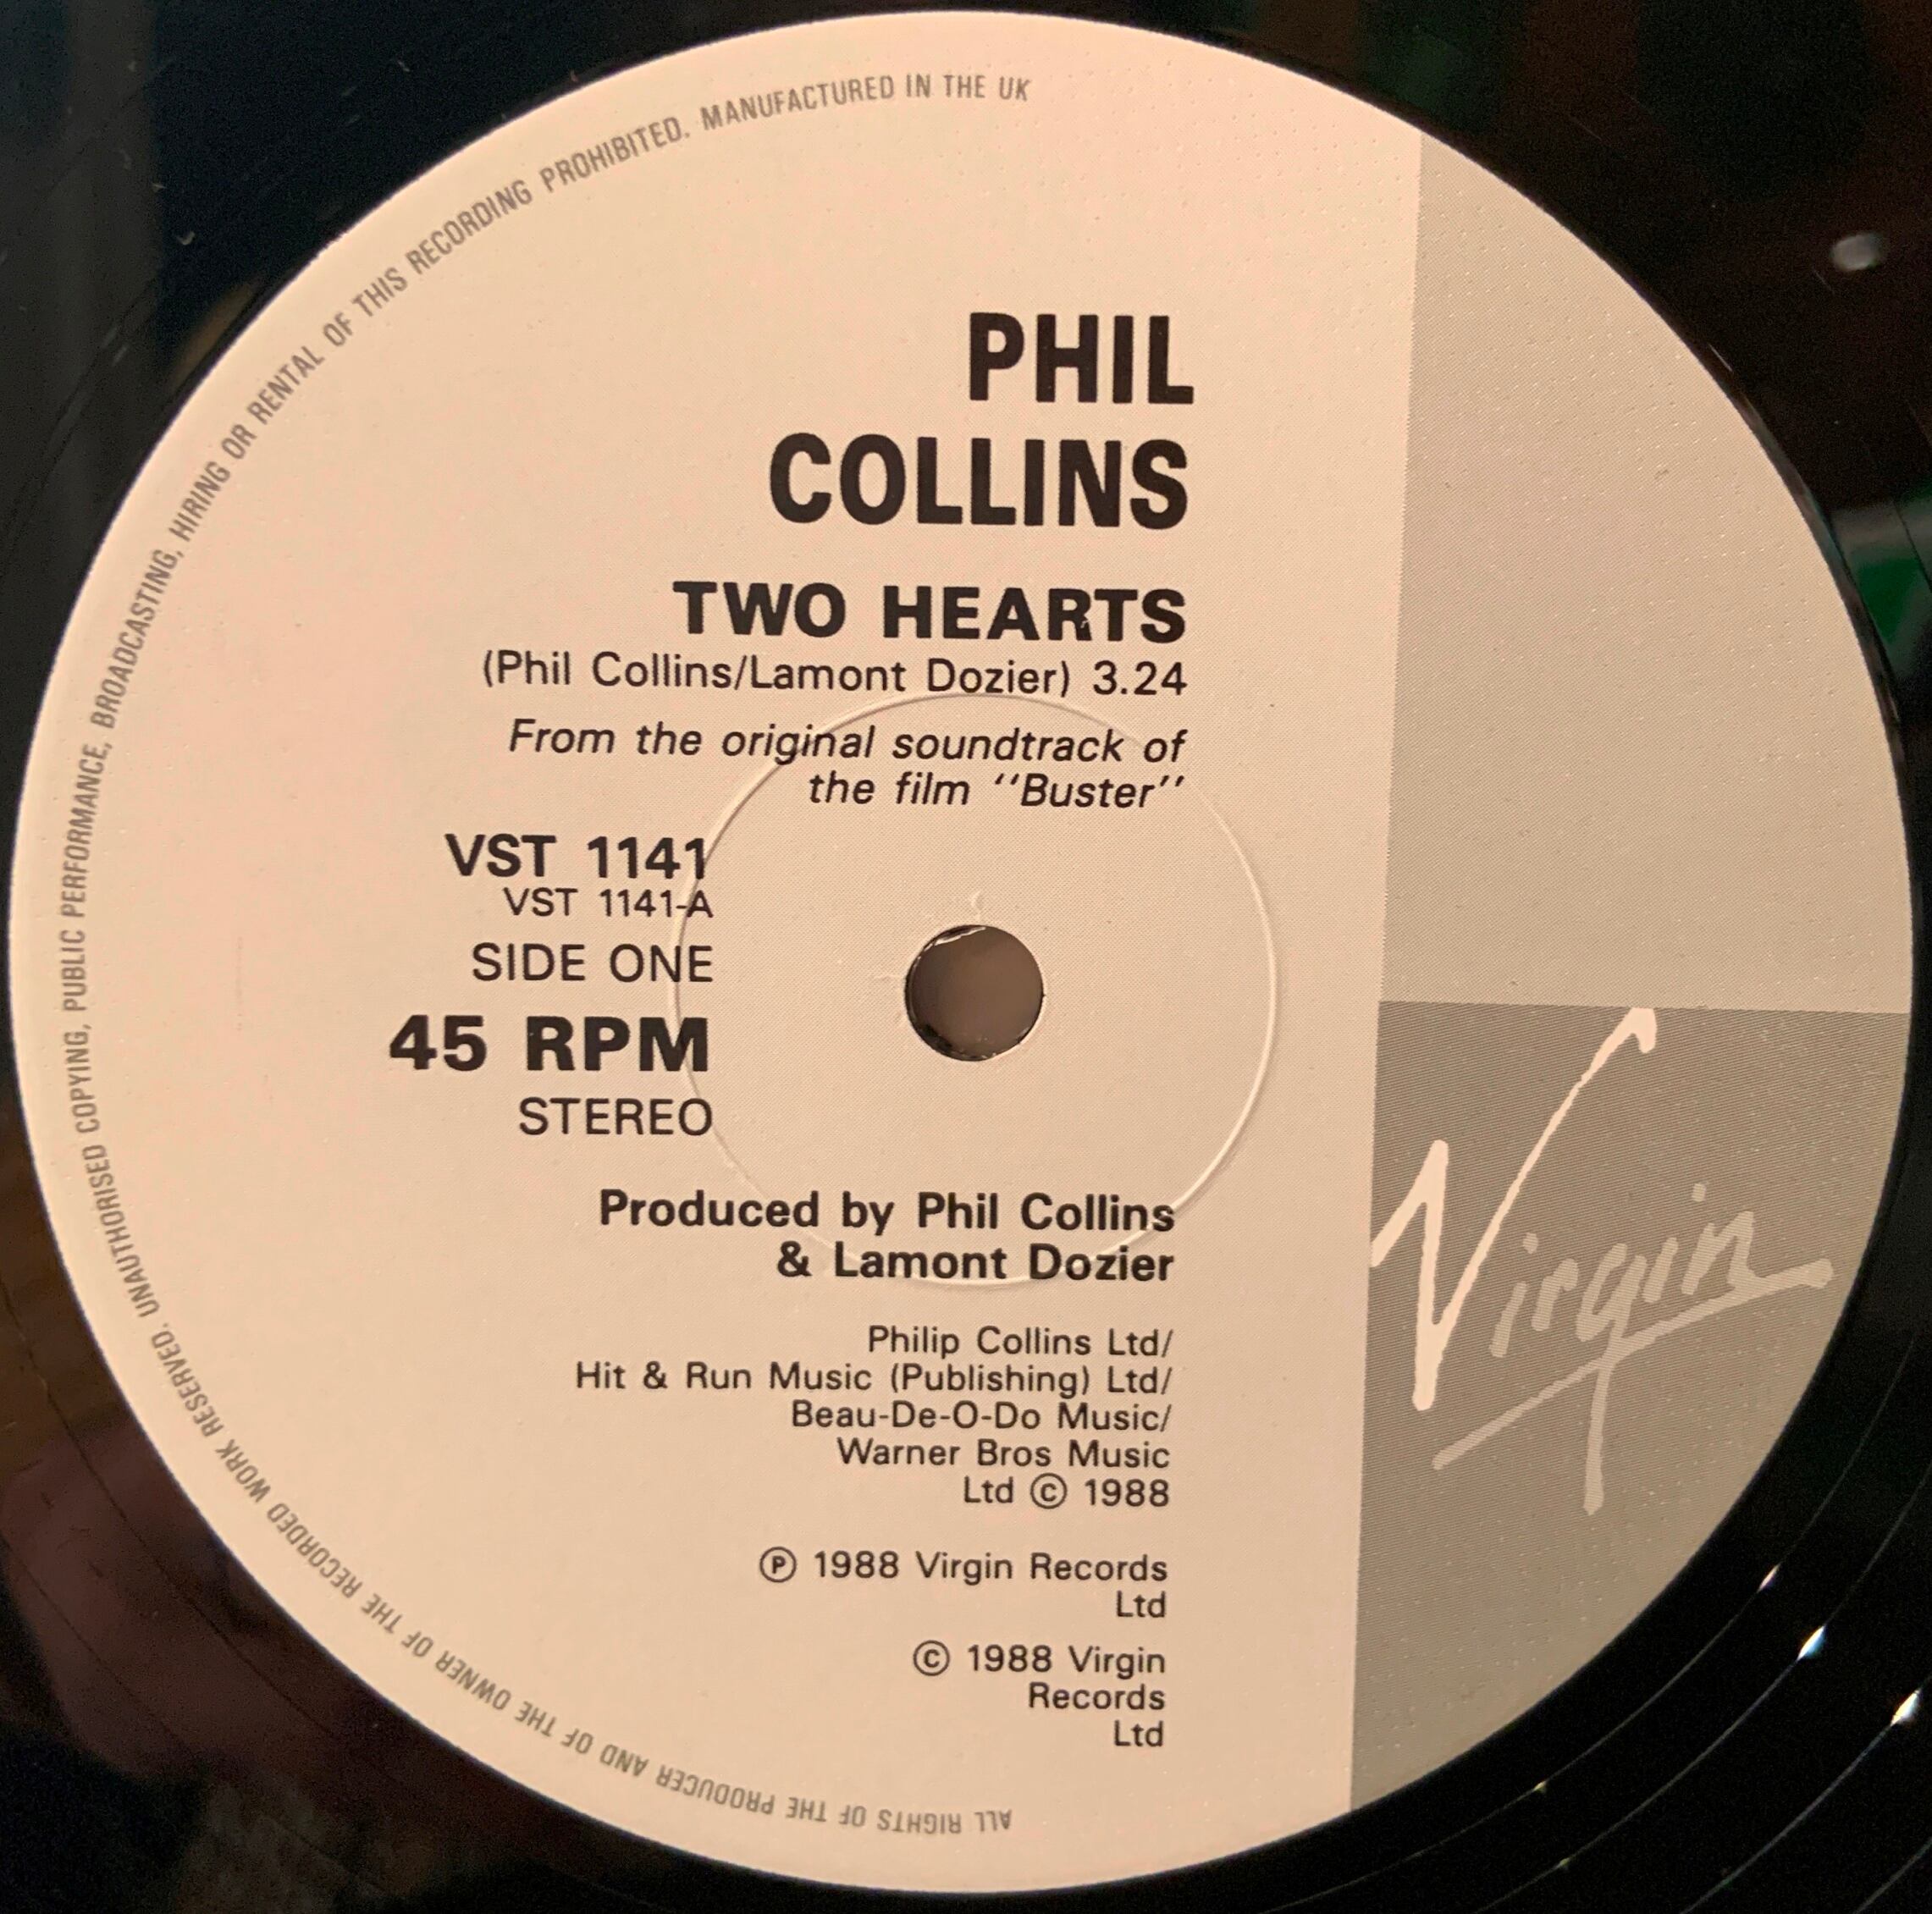 PHIL
COLLINS
TWO HEARTS
(Phil Collins/Lamont Dozier) 3.24
From the original soundtrack of
the film ''Buster''
VST 1141
VST 1141-A
SIDE ONE
45 RPM
STEREO
Produced by Phil Collins
& Lamont Dozier
Philip Collins Ltd/
Hit & Run Music (Publishing) Ltd/
Beau-De-O-Do Music/
Warner Bros Music
Ltd © 1988
℗ 1988 Virgin Records
Ltd
© 1988 Virgin
Records
Ltd
Virgin
ALL RIGHTS OF THE PRODUCER AND OF THE OWNER OF THE RECORDED WORK RESERVED. UNAUTHORISED COPYING, PUBLIC PERFORMANCE, BROADCASTING, HIRING OR RENTAL OF THIS RECORDING PROHIBITED. MANUFACTURED IN THE UK